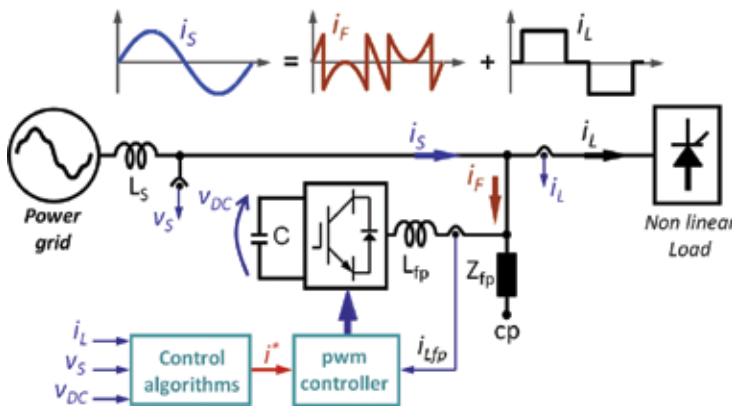 i_S
=
i_F
+
i_L
Power grid
L_S
v_S
i_S
i_L
i_L
Non linear Load
i_F
v_DC
C
L_fp
Z_fp
cp
i_Lfp
i_L
v_S
v_DC
Control algorithms
i*
pwm controller